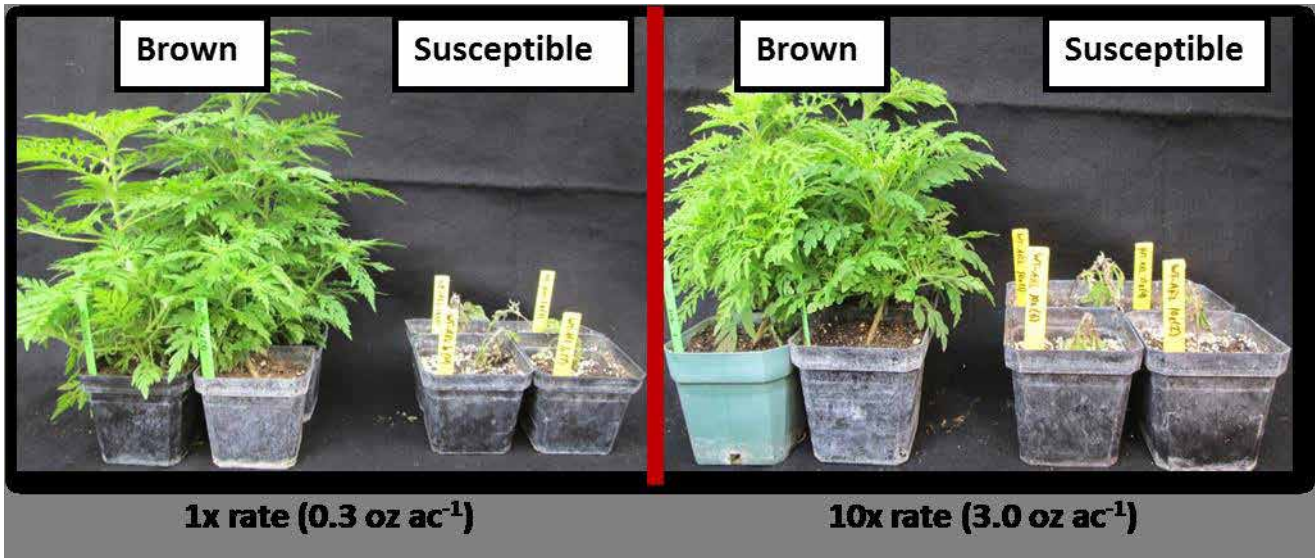 Brown
Susceptible
Brown
Susceptible
1x rate (0.3 oz ac⁻¹)
10x rate (3.0 oz ac⁻¹)